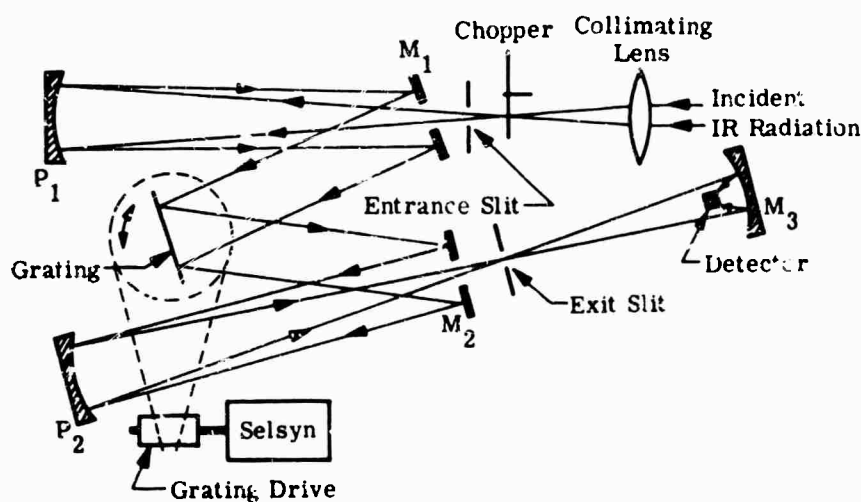 Chopper
Collimating
Lens
M1
Incident
IR Radiation
P1
Entrance Slit
M3
Grating
Detector
M2
Exit Slit
P2
Selsyn
Grating Drive